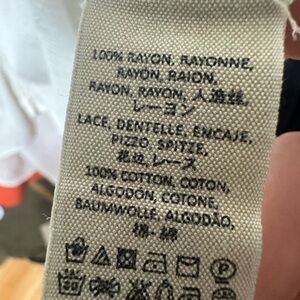 100% RAYON, RAYONNE,
RAYON, RAION,
RAYON, RAYON, 人造丝,
レーヨン
LACE, DENTELLE, ENCAJE,
PIZZO, SPITZE,
花边, レース
100% COTTON, COTON,
ALGODÓN, COTONE,
BAUMWOLLE, ALGODÃO,
棉, 綿